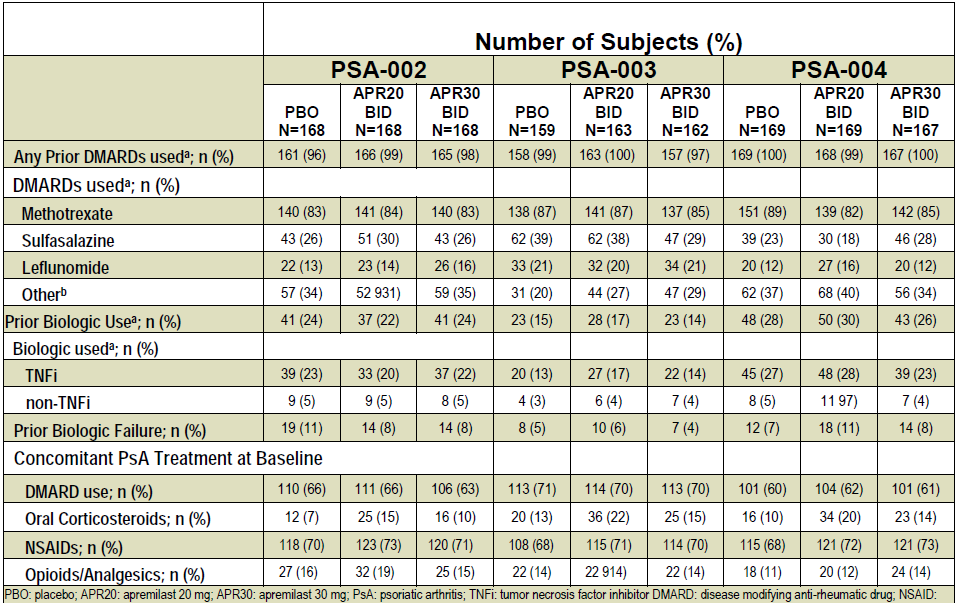 Number of Subjects (%)
PSA-002 PSA-003 PSA-004
PBO N=168 APR20 BID N=168 APR30 BID N=168 PBO N=159 APR20 BID N=163 APR30 BID N=162 PBO N=169 APR20 BID N=169 APR30 BID N=167
Any Prior DMARDs usedᵃ; n (%) 161 (96) 166 (99) 165 (98) 158 (99) 163 (100) 157 (97) 169 (100) 168 (99) 167 (100)
DMARDs usedᵃ; n (%)
Methotrexate 140 (83) 141 (84) 140 (83) 138 (87) 141 (87) 137 (85) 151 (89) 139 (82) 142 (85)
Sulfasalazine 43 (26) 51 (30) 43 (26) 62 (39) 62 (38) 47 (29) 39 (23) 30 (18) 46 (28)
Leflunomide 22 (13) 23 (14) 26 (16) 33 (21) 32 (20) 34 (21) 20 (12) 27 (16) 20 (12)
Otherᵇ 57 (34) 52 931) 59 (35) 31 (20) 44 (27) 47 (29) 62 (37) 68 (40) 56 (34)
Prior Biologic Useᵃ; n (%) 41 (24) 37 (22) 41 (24) 23 (15) 28 (17) 23 (14) 48 (28) 50 (30) 43 (26)
Biologic usedᵃ; n (%)
TNFi 39 (23) 33 (20) 37 (22) 20 (13) 27 (17) 22 (14) 45 (27) 48 (28) 39 (23)
non-TNFi 9 (5) 9 (5) 8 (5) 4 (3) 6 (4) 7 (4) 8 (5) 11 97) 7 (4)
Prior Biologic Failure; n (%) 19 (11) 14 (8) 14 (8) 8 (5) 10 (6) 7 (4) 12 (7) 18 (11) 14 (8)
Concomitant PsA Treatment at Baseline
DMARD use; n (%) 110 (66) 111 (66) 106 (63) 113 (71) 114 (70) 113 (70) 101 (60) 104 (62) 101 (61)
Oral Corticosteroids; n (%) 12 (7) 25 (15) 16 (10) 20 (13) 36 (22) 25 (15) 16 (10) 34 (20) 23 (14)
NSAIDs; n (%) 118 (70) 123 (73) 120 (71) 108 (68) 115 (71) 114 (70) 115 (68) 121 (72) 121 (73)
Opioids/Analgesics; n (%) 27 (16) 32 (19) 25 (15) 22 (14) 22 914) 22 (14) 18 (11) 20 (12) 24 (14)
PBO: placebo; APR20: apremilast 20 mg; APR30: apremilast 30 mg; PsA: psoriatic arthritis; TNFi: tumor necrosis factor inhibitor DMARD: disease modifying anti-rheumatic drug; NSAID: